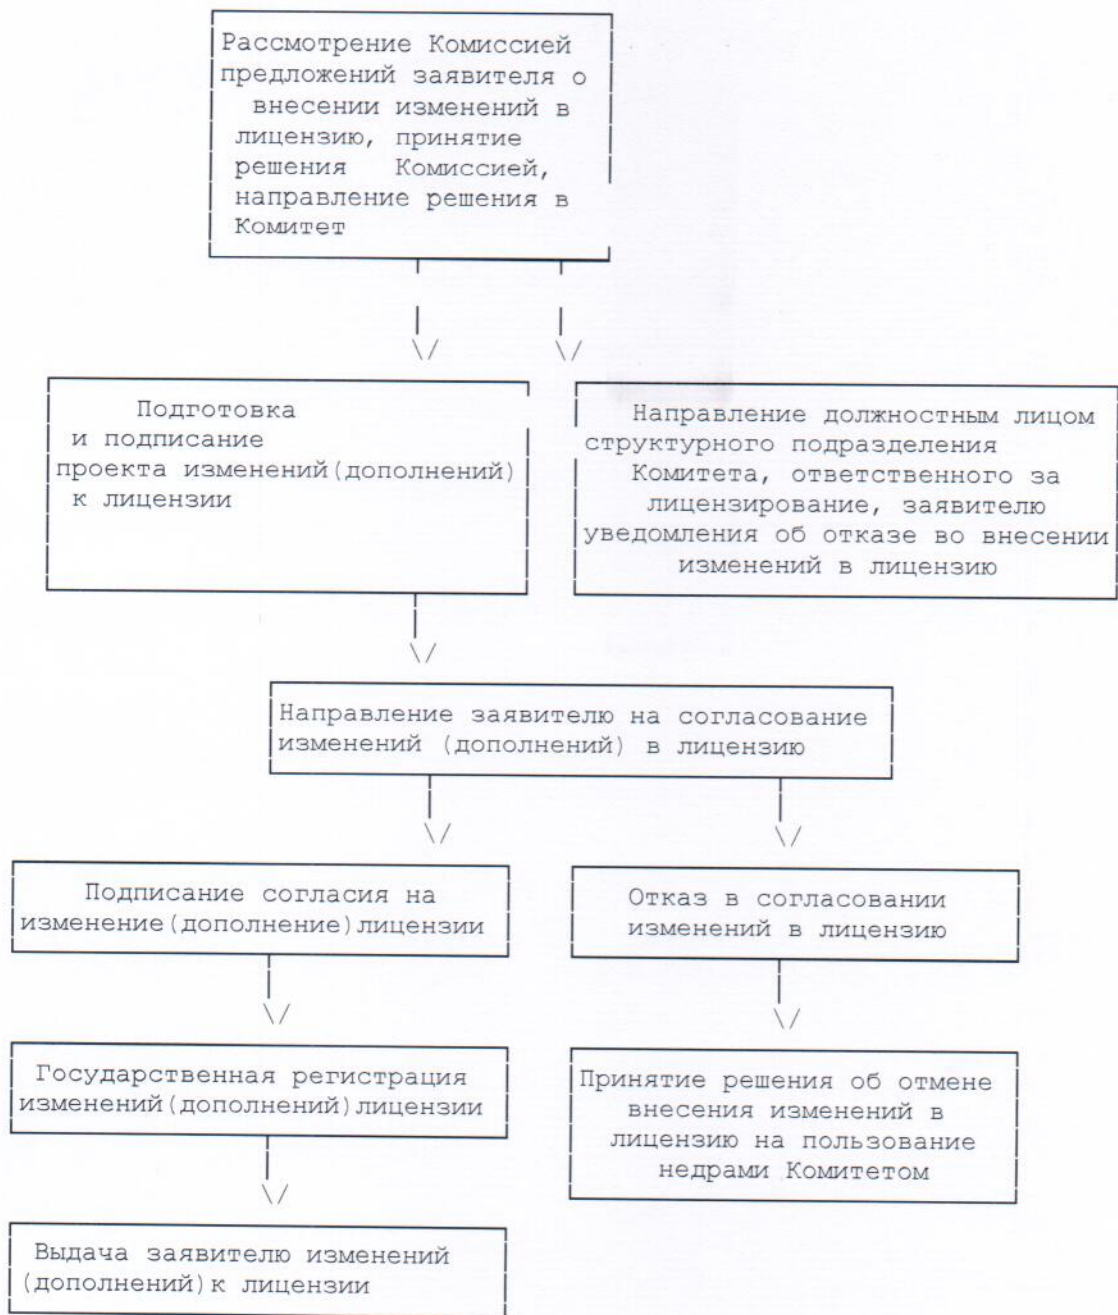 Рассмотрение Комиссией
предложений заявителя о
внесении изменений в
лицензию, принятие
решения Комиссией,
направление решения в
Комитет
Подготовка
и подписание
проекта изменений(дополнений)
к лицензии
Направление должностным лицом
структурного подразделения
Комитета, ответственного за
лицензирование, заявителю
уведомления об отказе во внесении
изменений в лицензию
Направление заявителю на согласование
изменений (дополнений) в лицензию
Подписание согласия на
изменение(дополнение)лицензии
Отказ в согласовании
изменений в лицензию
Государственная регистрация
изменений(дополнений)лицензии
Принятие решения об отмене
внесения изменений в
лицензию на пользование
недрами Комитетом
Выдача заявителю изменений
(дополнений)к лицензии